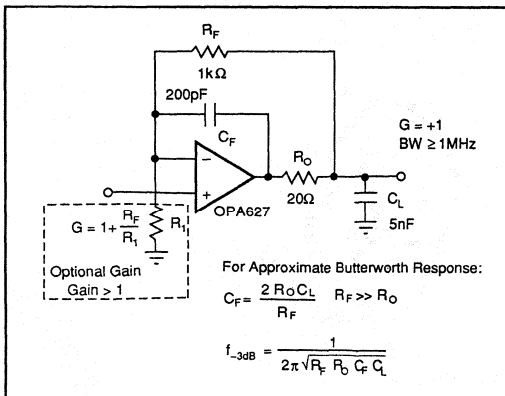 R_F
1kΩ
200pF
C_F
G = +1
BW ≥ 1MHz
R_O
20Ω
−
+
OPA627
C_L
5nF
G = 1 + R_F / R_1
R_1
Optional Gain
Gain > 1
For Approximate Butterworth Response:
C_F = 2 R_O C_L / R_F    R_F >> R_O
f_−3dB = 1 / 2π √R_F R_O C_F C_L